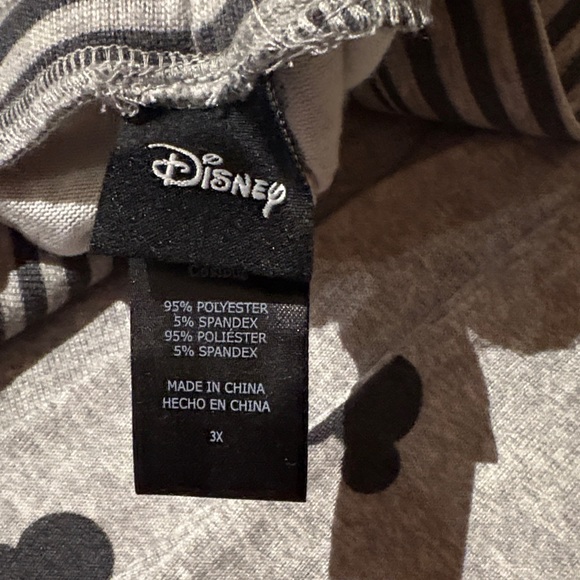 Disney
95% POLYESTER
5% SPANDEX
95% POLIÉSTER
5% SPANDEX
MADE IN CHINA
HECHO EN CHINA
3X